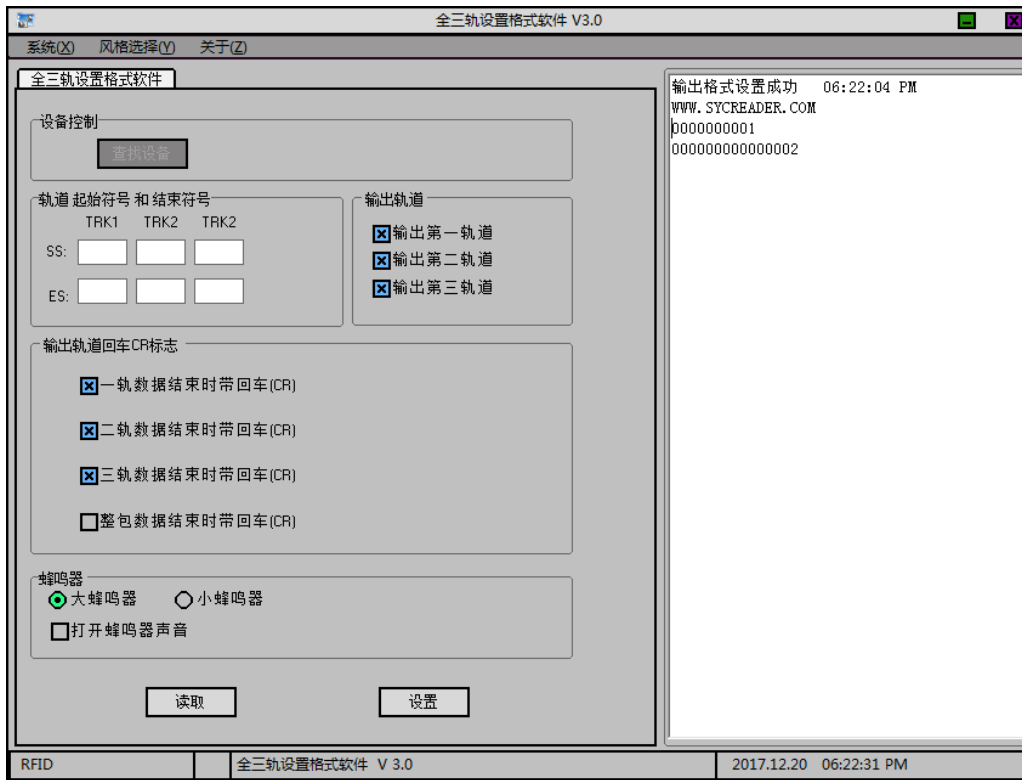 全三轨设置格式软件 V3.0
系统(X) 风格选择(Y) 关于(Z)
全三轨设置格式软件
设备控制
查找设备
轨道 起始符号 和 结束符号
TRK1 TRK2 TRK2
SS:
ES:
输出轨道
输出第一轨道
输出第二轨道
输出第三轨道
输出轨道回车CR标志
一轨数据结束时带回车(CR)
二轨数据结束时带回车(CR)
三轨数据结束时带回车(CR)
整包数据结束时带回车(CR)
蜂鸣器
大蜂鸣器 小蜂鸣器
打开蜂鸣器声音
读取 设置
输出格式设置成功 06:22:04 PM
WWW.SYCREADER.COM
0000000001
000000000000002
RFID 全三轨设置格式软件 V 3.0 2017.12.20 06:22:31 PM